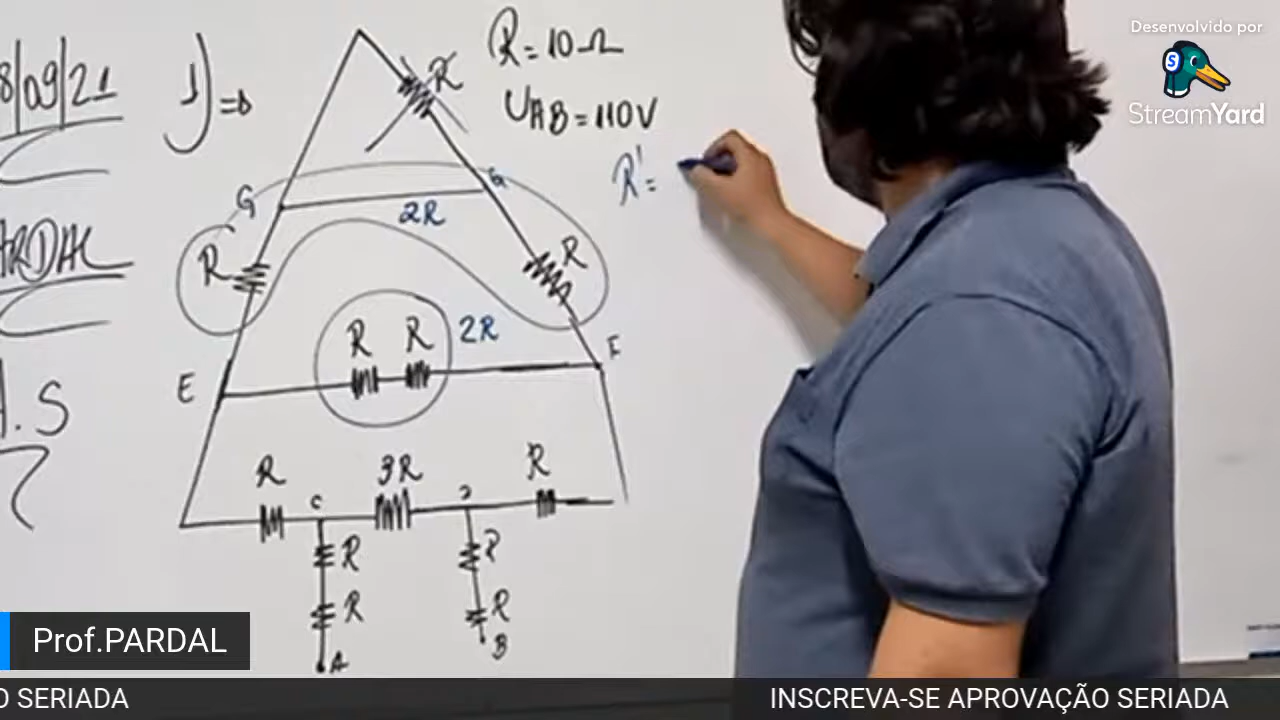 Desenvolvido por
StreamYard
8/09/21
1) =>
R
R = 10 Ω
UAB = 110V
R' =
G
G
2R
R
R
R
R
2R
E
F
A.S
R
3R
R
C
D
R
R
R
R
A
B
Prof.PARDAL
O SERIADA
INSCREVA-SE APROVAÇÃO SERIADA